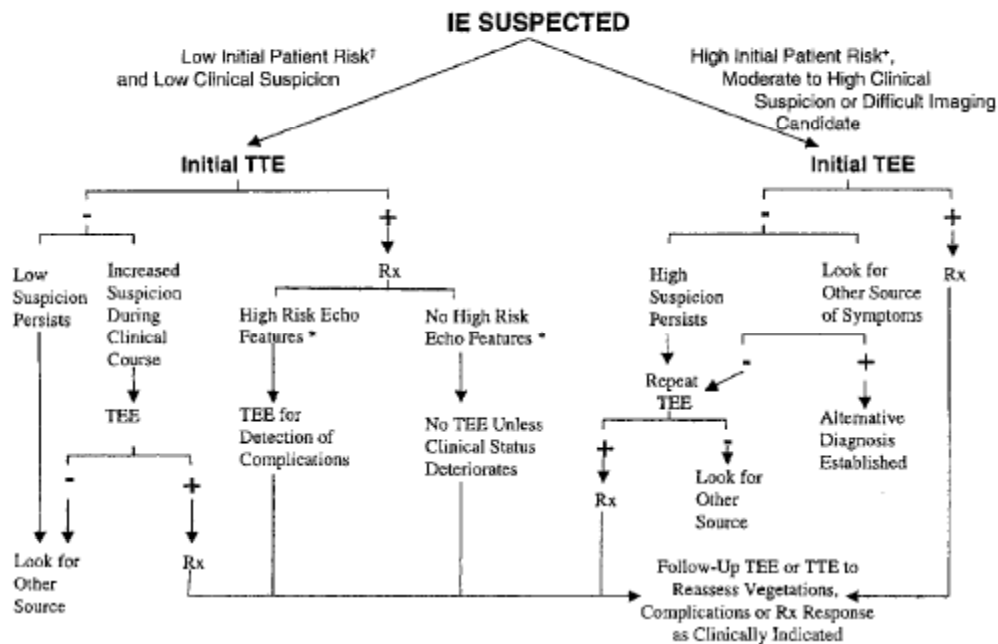 IE SUSPECTED
Low Initial Patient Risk†
and Low Clinical Suspicion
High Initial Patient Risk+,
Moderate to High Clinical
Suspicion or Difficult Imaging
Candidate
Initial TTE
Initial TEE
-
+
-
+
Low
Suspicion
Persists
Increased
Suspicion
During
Clinical
Course
Rx
High
Suspicion
Persists
Look for
Other Source
of Symptoms
Rx
High Risk Echo
Features *
No High Risk
Echo Features *
-
+
Repeat
TEE
TEE
TEE for
Detection of
Complications
No TEE Unless
Clinical Status
Deteriorates
Alternative
Diagnosis
Established
-
+
+
-
Rx
Look for
Other
Source
Look for
Other
Source
Rx
Follow-Up TEE or TTE to
Reassess Vegetations,
Complications or Rx Response
as Clinically Indicated